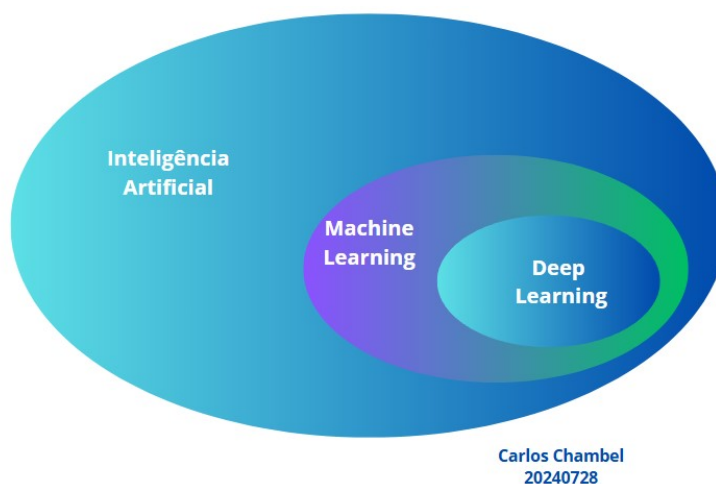 Inteligência
Artificial
Machine
Learning
Deep
Learning
Carlos Chambel
20240728